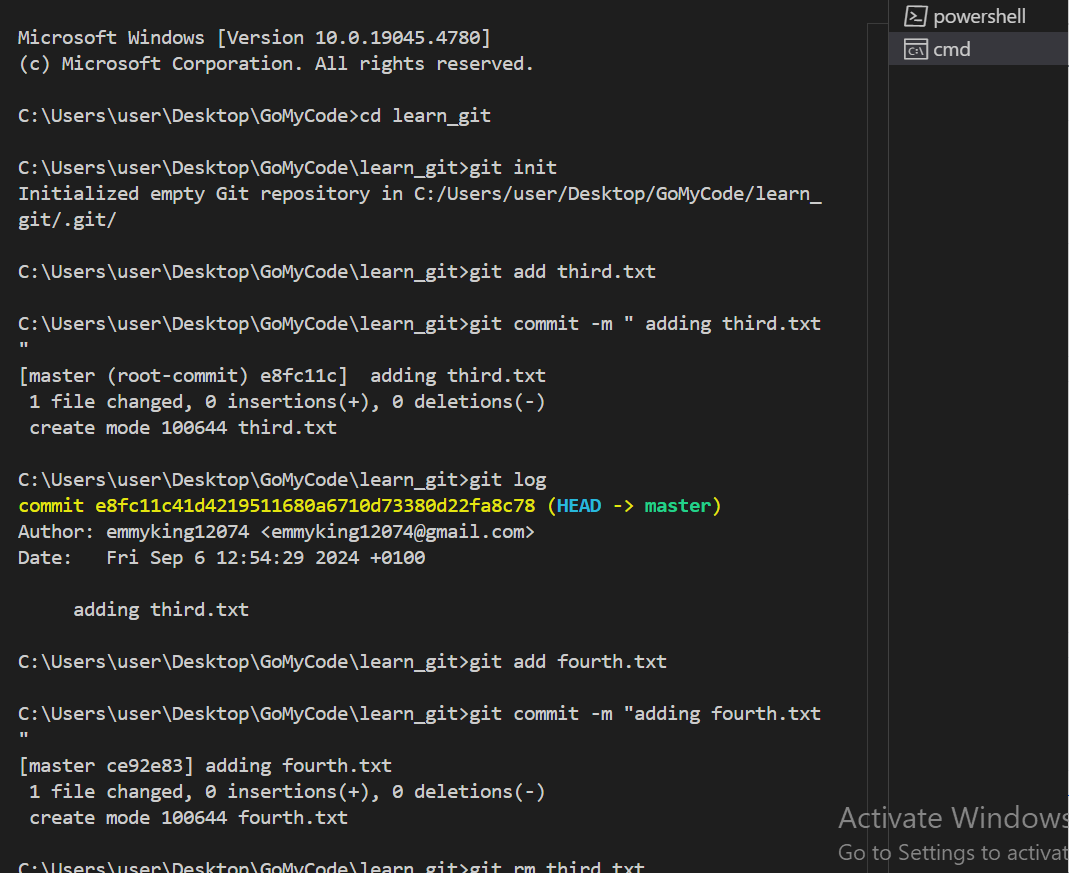 Microsoft Windows [Version 10.0.19045.4780]
(c) Microsoft Corporation. All rights reserved.
C:\Users\user\Desktop\GoMyCode>cd learn_git
C:\Users\user\Desktop\GoMyCode\learn_git>git init
Initialized empty Git repository in C:/Users/user/Desktop/GoMyCode/learn_
git/.git/
C:\Users\user\Desktop\GoMyCode\learn_git>git add third.txt
C:\Users\user\Desktop\GoMyCode\learn_git>git commit -m " adding third.txt
"
[master (root-commit) e8fc11c]  adding third.txt
 1 file changed, 0 insertions(+), 0 deletions(-)
 create mode 100644 third.txt
C:\Users\user\Desktop\GoMyCode\learn_git>git log
commit e8fc11c41d4219511680a6710d73380d22fa8c78 (HEAD -> master)
Author: emmyking12074 <emmyking12074@gmail.com>
Date:   Fri Sep 6 12:54:29 2024 +0100
     adding third.txt
C:\Users\user\Desktop\GoMyCode\learn_git>git add fourth.txt
C:\Users\user\Desktop\GoMyCode\learn_git>git commit -m "adding fourth.txt
"
[master ce92e83] adding fourth.txt
 1 file changed, 0 insertions(+), 0 deletions(-)
 create mode 100644 fourth.txt
C:\Users\user\Desktop\GoMyCode\learn_git>git rm third.txt
powershell
cmd
Activate Windows
Go to Settings to activat